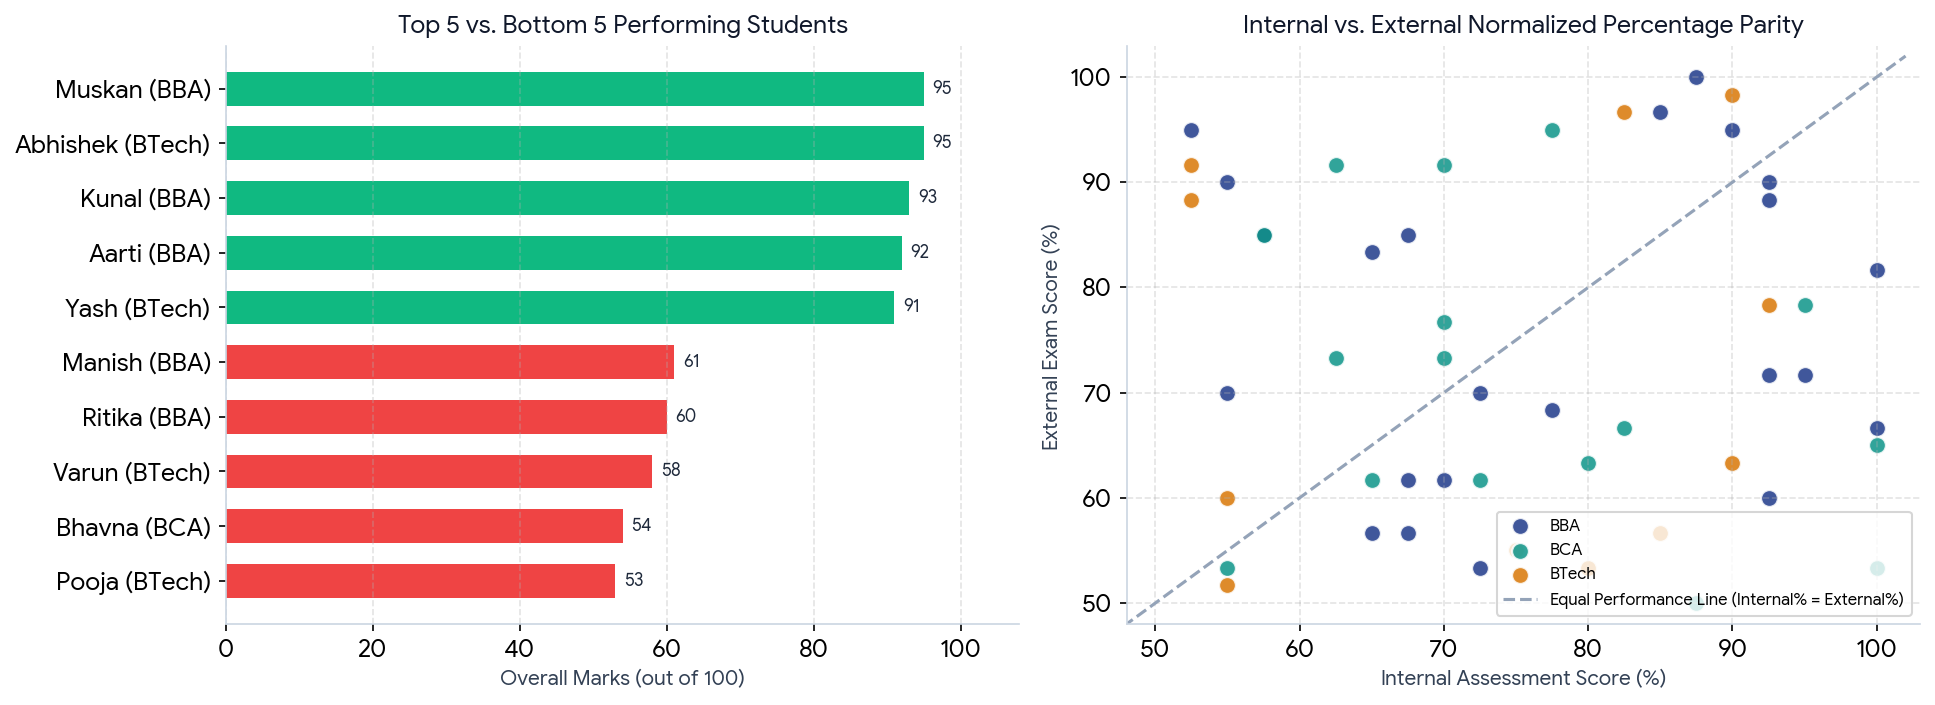 Top 5 vs. Bottom 5 Performing Students
Muskan (BBA) 95
Abhishek (BTech) 95
Kunal (BBA) 93
Aarti (BBA) 92
Yash (BTech) 91
Manish (BBA) 61
Ritika (BBA) 60
Varun (BTech) 58
Bhavna (BCA) 54
Pooja (BTech) 53
0 20 40 60 80 100
Overall Marks (out of 100)
Internal vs. External Normalized Percentage Parity
External Exam Score (%)
100
90
80
70
60
50
BBA
BCA
BTech
Equal Performance Line (Internal% = External%)
50 60 70 80 90 100
Internal Assessment Score (%)